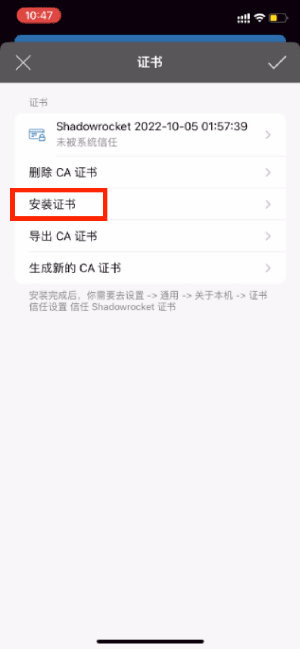 10:47
证书
证书
Shadowrocket 2022-10-05 01:57:39
未被系统信任
删除 CA 证书
安装证书
导出 CA 证书
生成新的 CA 证书
安装完成后，你需要去设置 -> 通用 -> 关于本机 -> 证书
信任设置 信任 Shadowrocket 证书